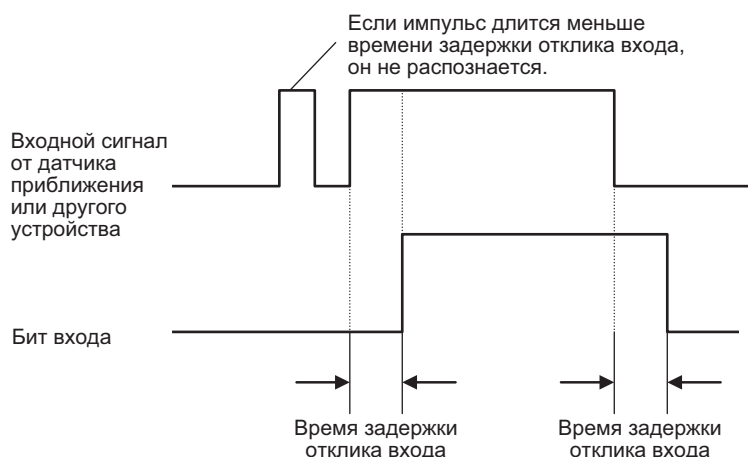 Если импульс длится меньше
времени задержки отклика входа,
он не распознается.
Входной сигнал
от датчика
приближения
или другого
устройства
Бит входа
Время задержки
отклика входа
Время задержки
отклика входа